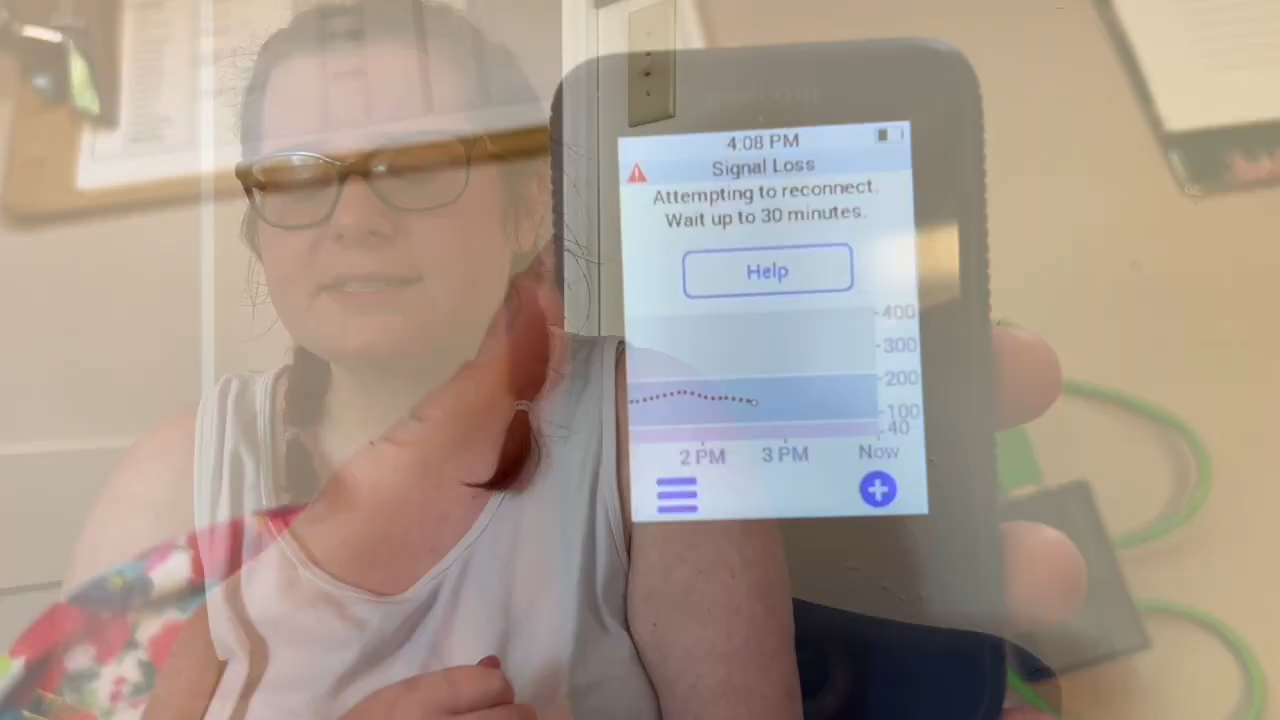 4:08 PM
Signal Loss
Attempting to reconnect.
Wait up to 30 minutes.
Help
400
300
200
100
40
2 PM
3 PM
Now